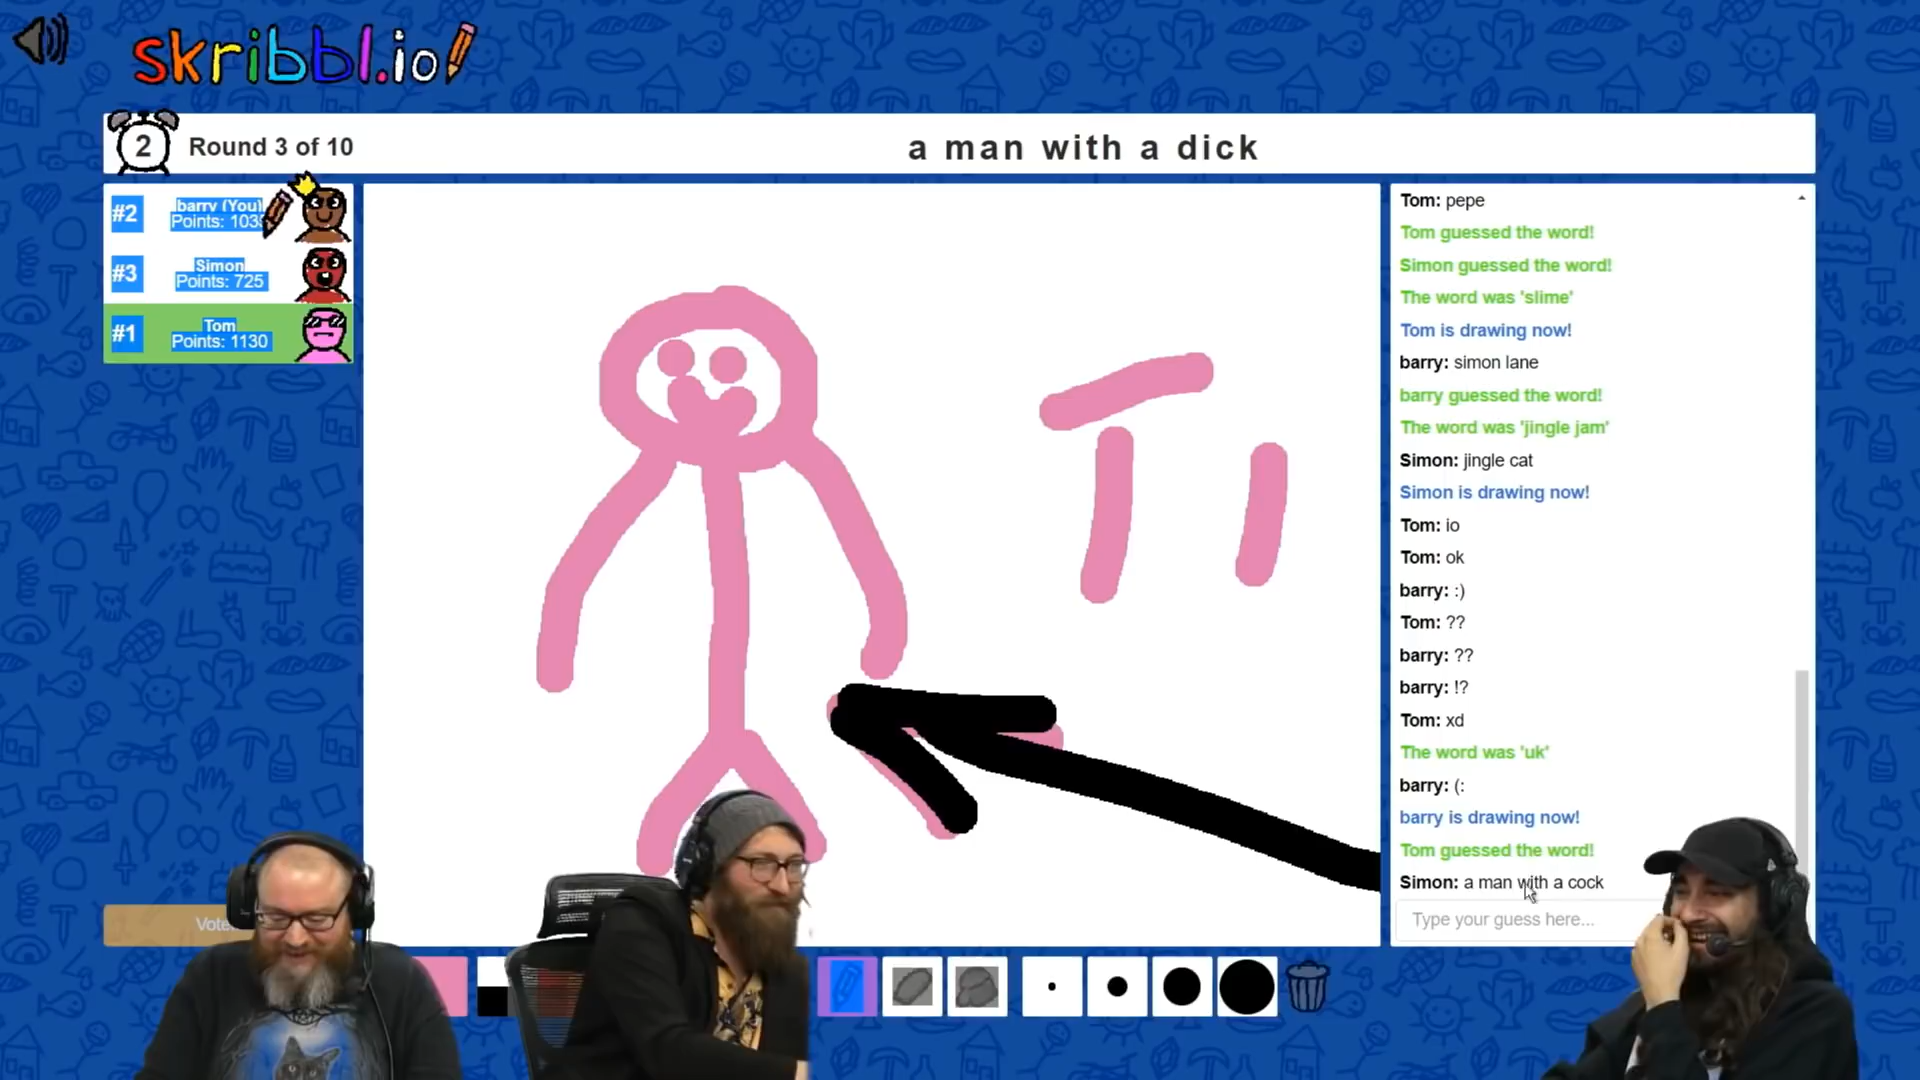 skribbl.io
2
Round 3 of 10
a man with a dick
#2
barry (You)
Points: 103
#3
Simon
Points: 725
#1
Tom
Points: 1130
TI
Tom: pepe
Tom guessed the word!
Simon guessed the word!
The word was 'slime'
Tom is drawing now!
barry: simon lane
barry guessed the word!
The word was 'jingle jam'
Simon: jingle cat
Simon is drawing now!
Tom: io
Tom: ok
barry: :)
Tom: ??
barry: ??
barry: !?
Tom: xd
The word was 'uk'
barry: (:
barry is drawing now!
Tom guessed the word!
Simon: a man with a cock
Type your guess here...
Vote